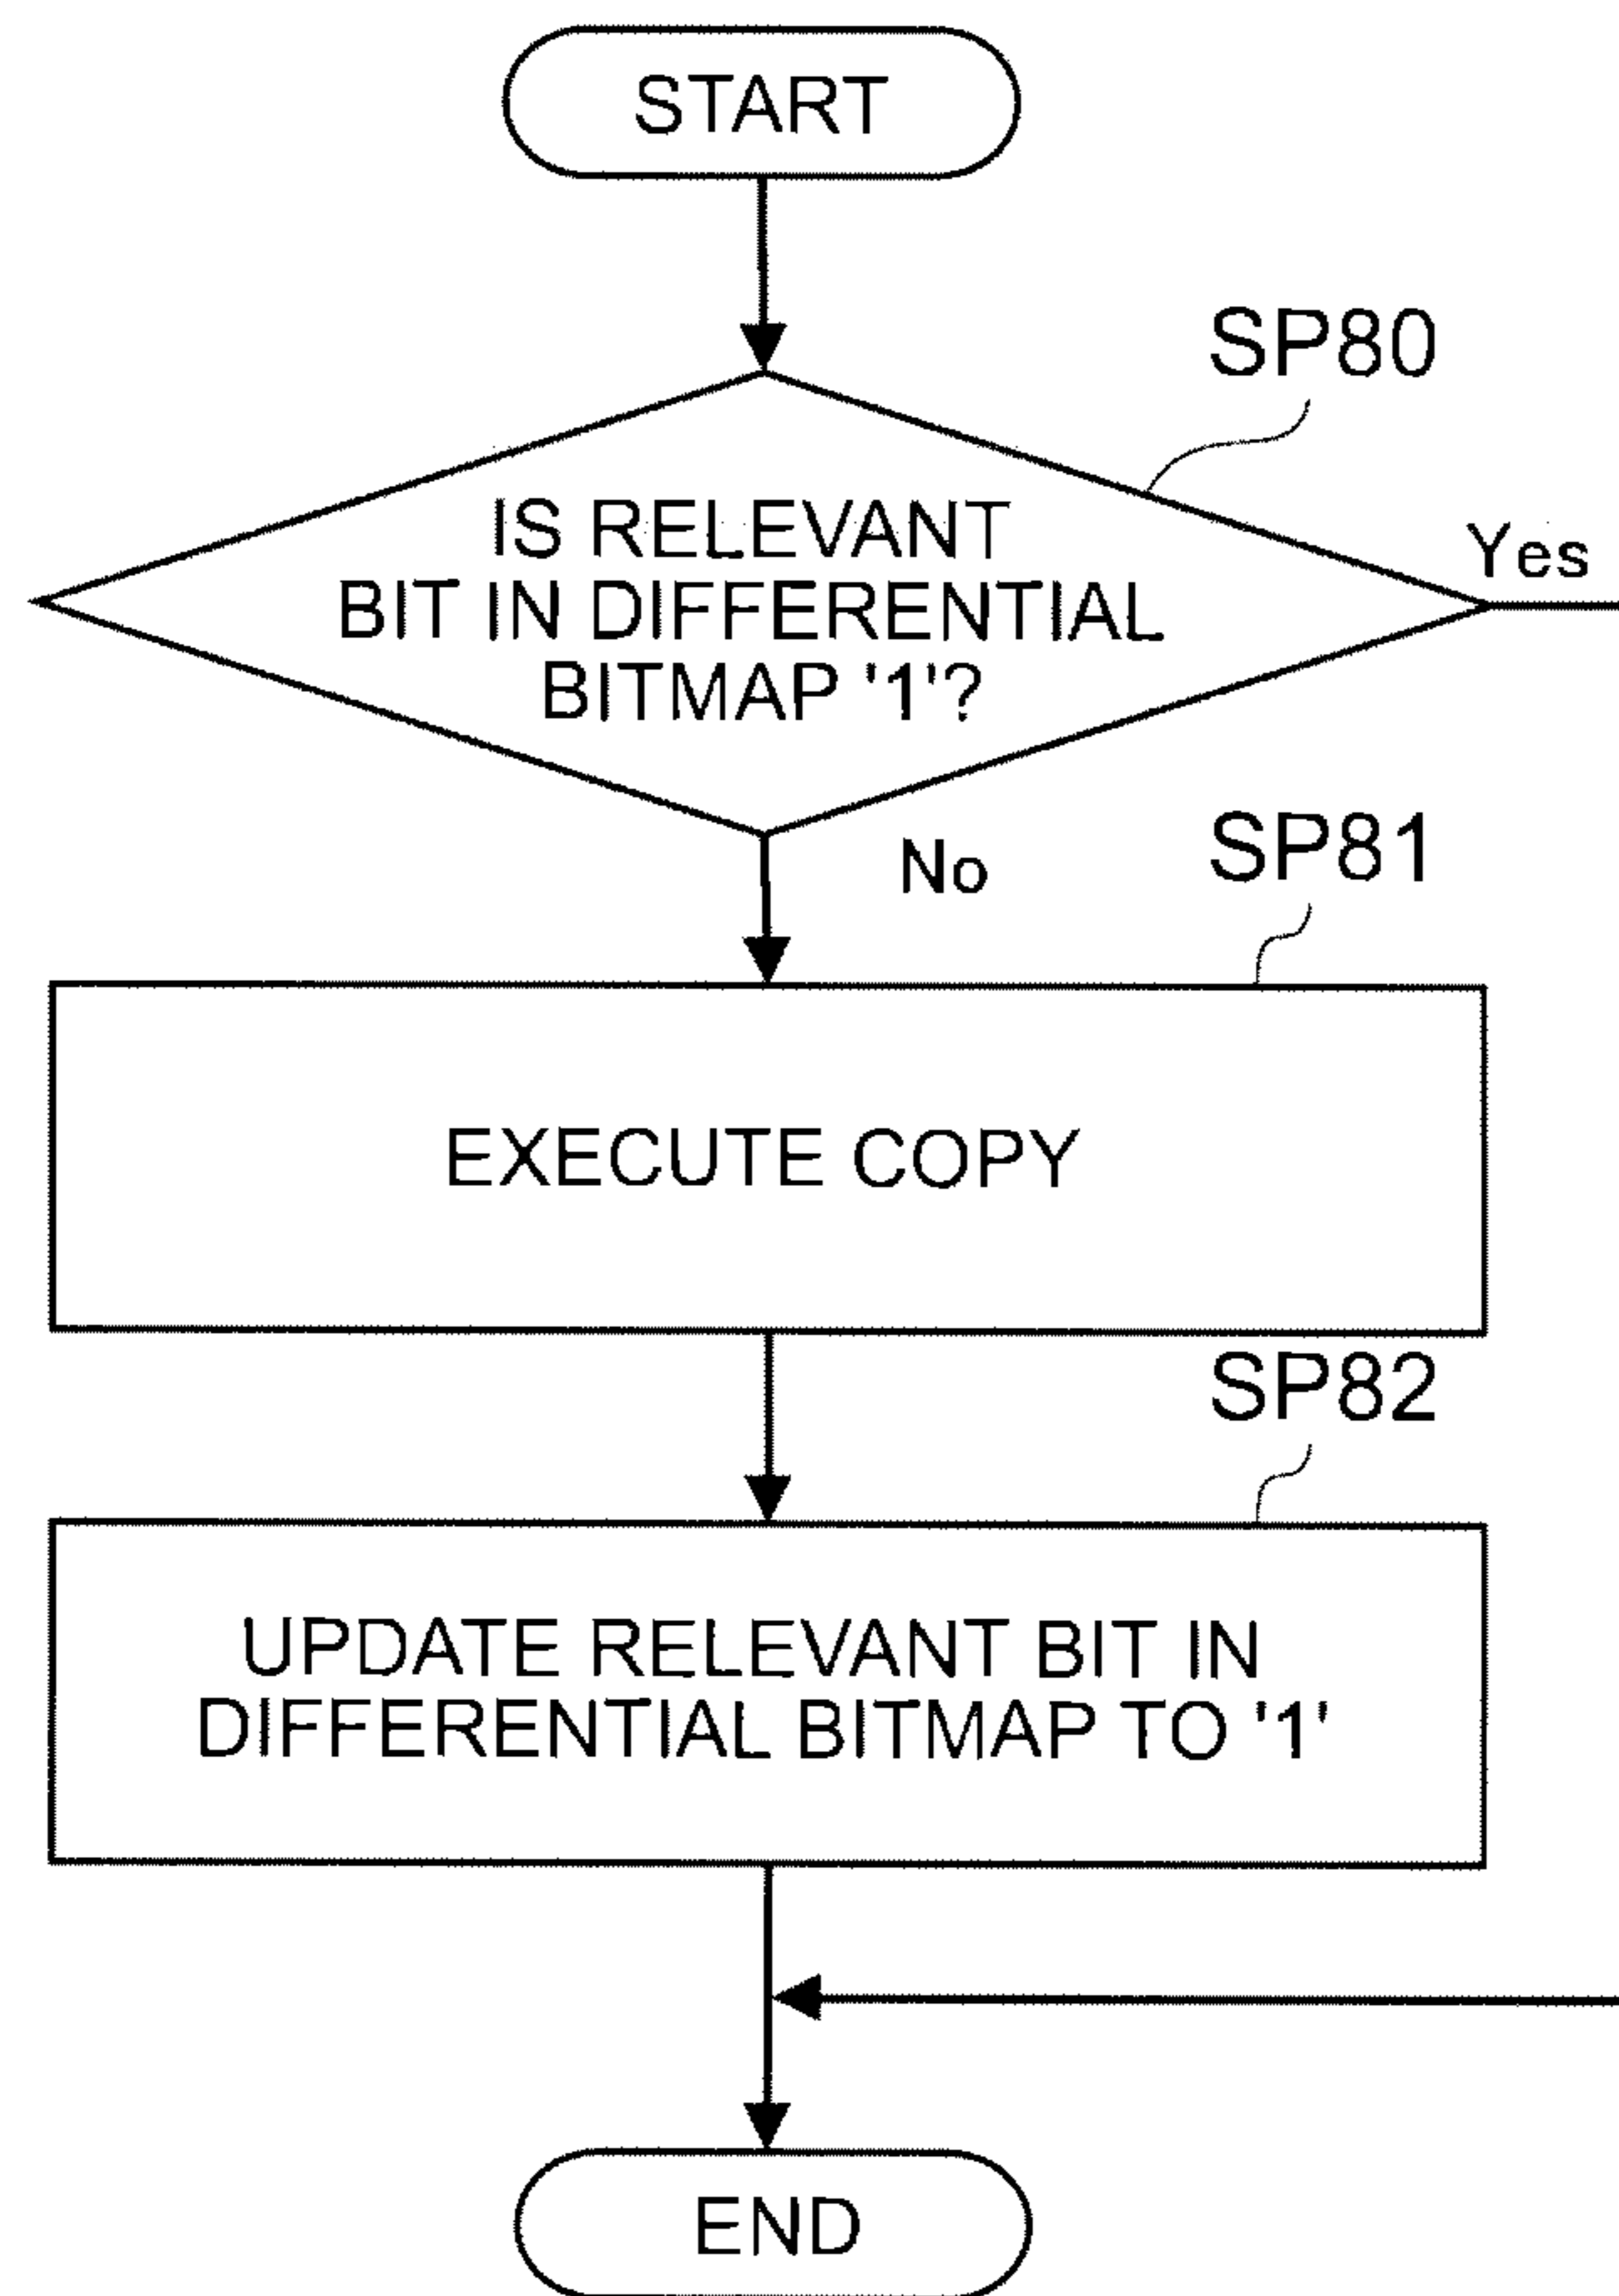 START
SP80
IS RELEVANT
BIT IN DIFFERENTIAL
BITMAP '1'?
Yes
No
SP81
EXECUTE COPY
SP82
UPDATE RELEVANT BIT IN
DIFFERENTIAL BITMAP TO '1'
END